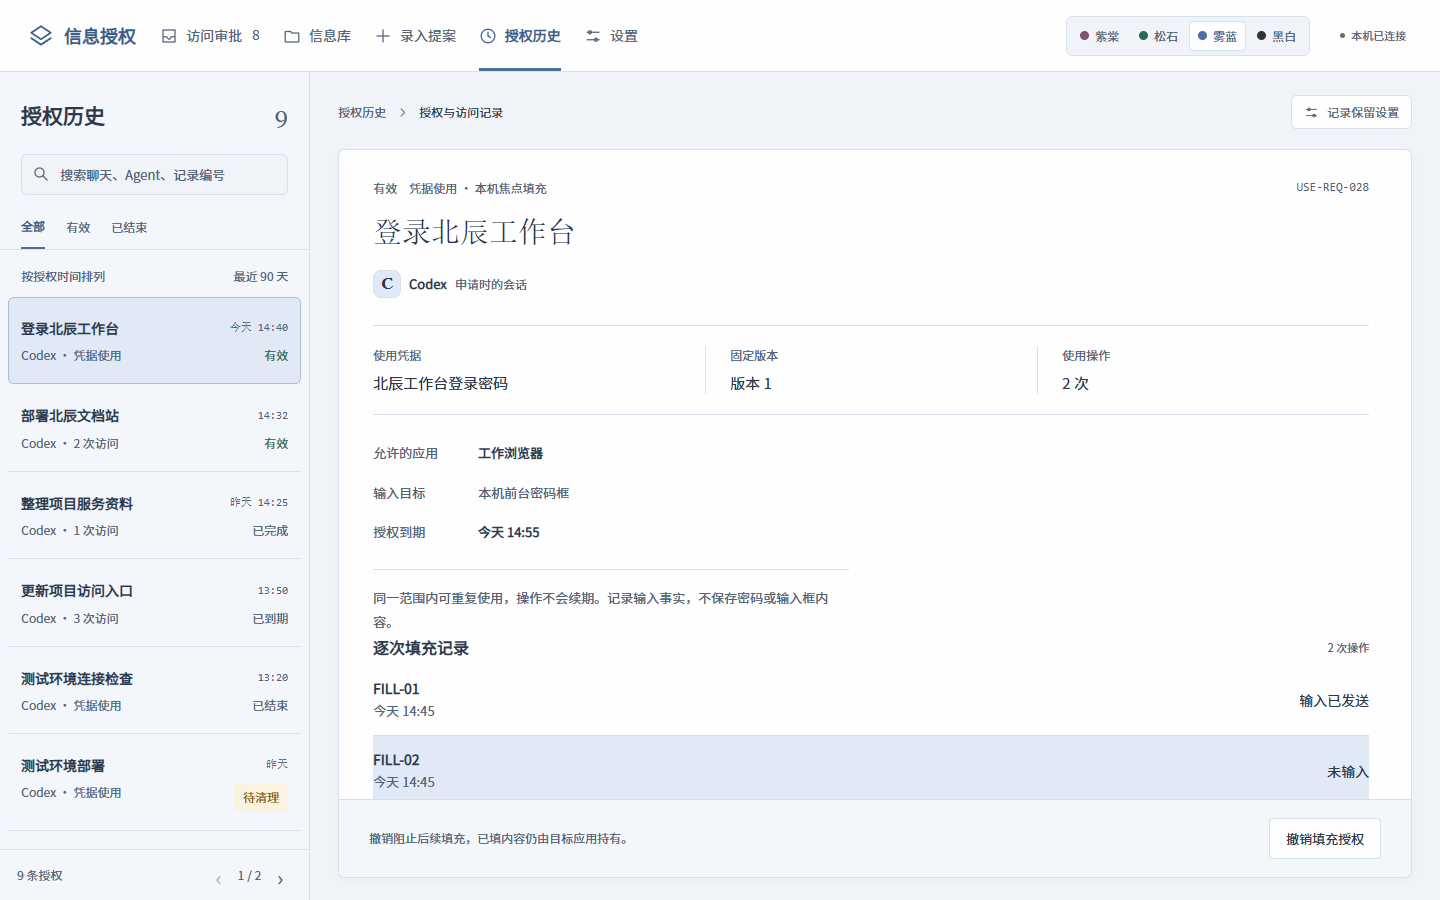 信息授权
访问审批 8
信息库
录入提案
授权历史
设置
紫棠
松石
雾蓝
黑白
本机已连接
授权历史 9
搜索聊天、Agent、记录编号
全部 有效 已结束
按授权时间排列 最近 90 天
登录北辰工作台 今天 14:40
Codex · 凭据使用 有效
部署北辰文档站 14:32
Codex · 2 次访问 有效
整理项目服务资料 昨天 14:25
Codex · 1 次访问 已完成
更新项目访问入口 13:50
Codex · 3 次访问 已到期
测试环境连接检查 13:20
Codex · 凭据使用 已结束
测试环境部署 昨天
Codex · 凭据使用 待清理
9 条授权 ‹ 1 / 2 ›
授权历史 > 授权与访问记录
记录保留设置
有效 凭据使用 · 本机焦点填充 USE-REQ-028
登录北辰工作台
C Codex 申请时的会话
使用凭据 固定版本 使用操作
北辰工作台登录密码 版本 1 2 次
允许的应用 工作浏览器
输入目标 本机前台密码框
授权到期 今天 14:55
同一范围内可重复使用，操作不会续期。记录输入事实，不保存密码或输入框内
容。
逐次填充记录 2 次操作
FILL-01
今天 14:45 输入已发送
FILL-02
今天 14:45 未输入
撤销阻止后续填充，已填内容仍由目标应用持有。
撤销填充授权